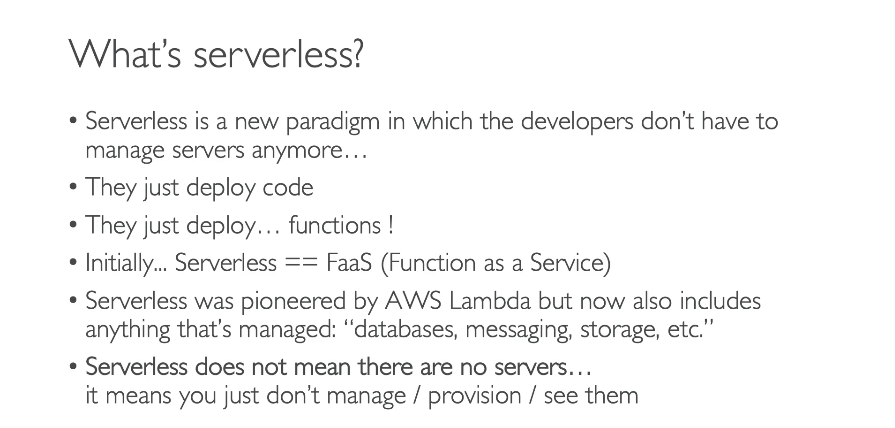 What's serverless?
• Serverless is a new paradigm in which the developers don't have to
manage servers anymore…
• They just deploy code
• They just deploy… functions !
• Initially... Serverless == FaaS (Function as a Service)
• Serverless was pioneered by AWS Lambda but now also includes
anything that's managed: “databases, messaging, storage, etc.”
• Serverless does not mean there are no servers…
it means you just don't manage / provision / see them